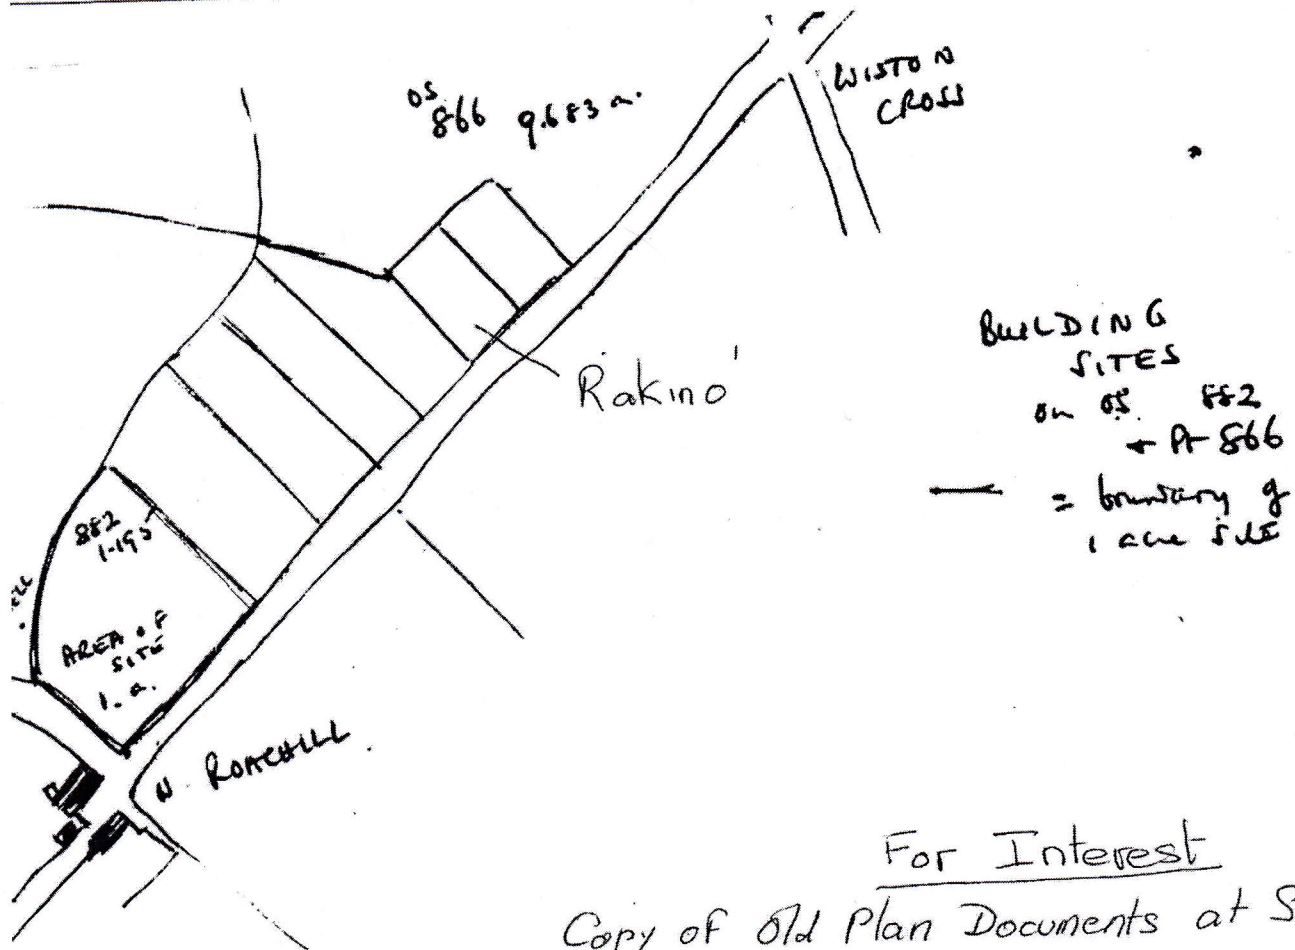 OS
866 9.683 a.
WISTON
CROSS
Rakino'
BUILDING
SITES
on OS. 882
+ Pt 866
= boundary of
1 acre site
882
1.195
AREA OF
SITE
1. a.
N. ROACHILL.
For Interest
Copy of Old Plan Documents at S